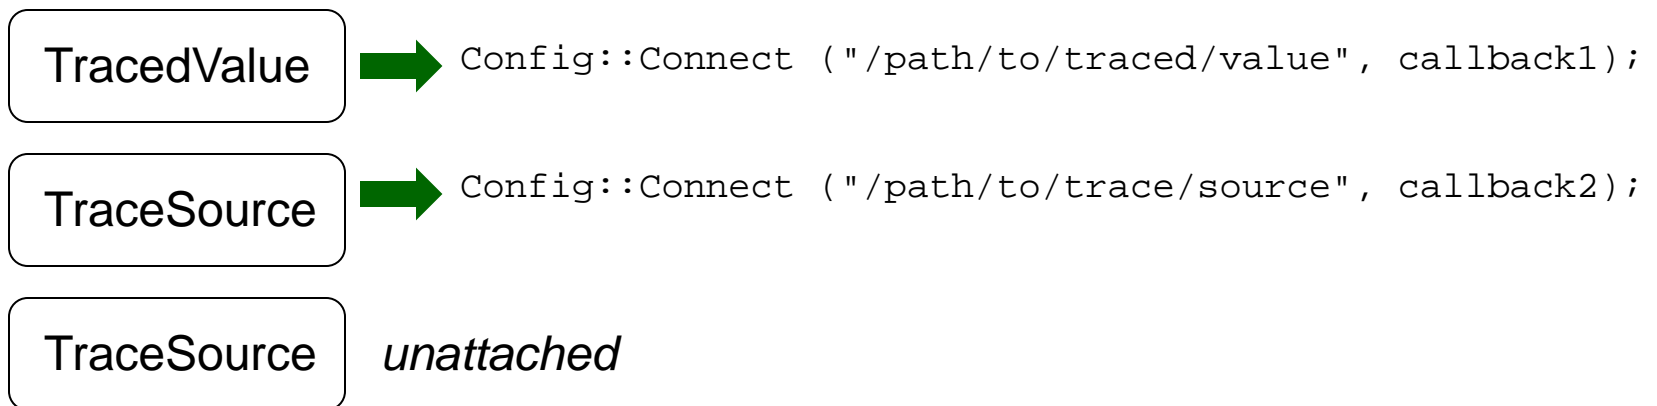 TracedValue Config::Connect ("/path/to/traced/value", callback1);
TraceSource Config::Connect ("/path/to/trace/source", callback2);
TraceSource unattached